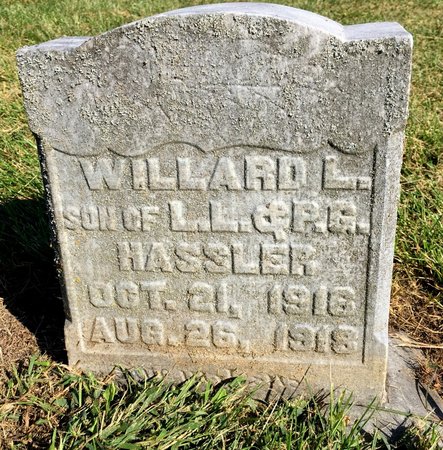 WILLARD L.
SON OF L.L. & P.G.
HASSLER
OCT. 21, 1916
AUG. 26, 1918